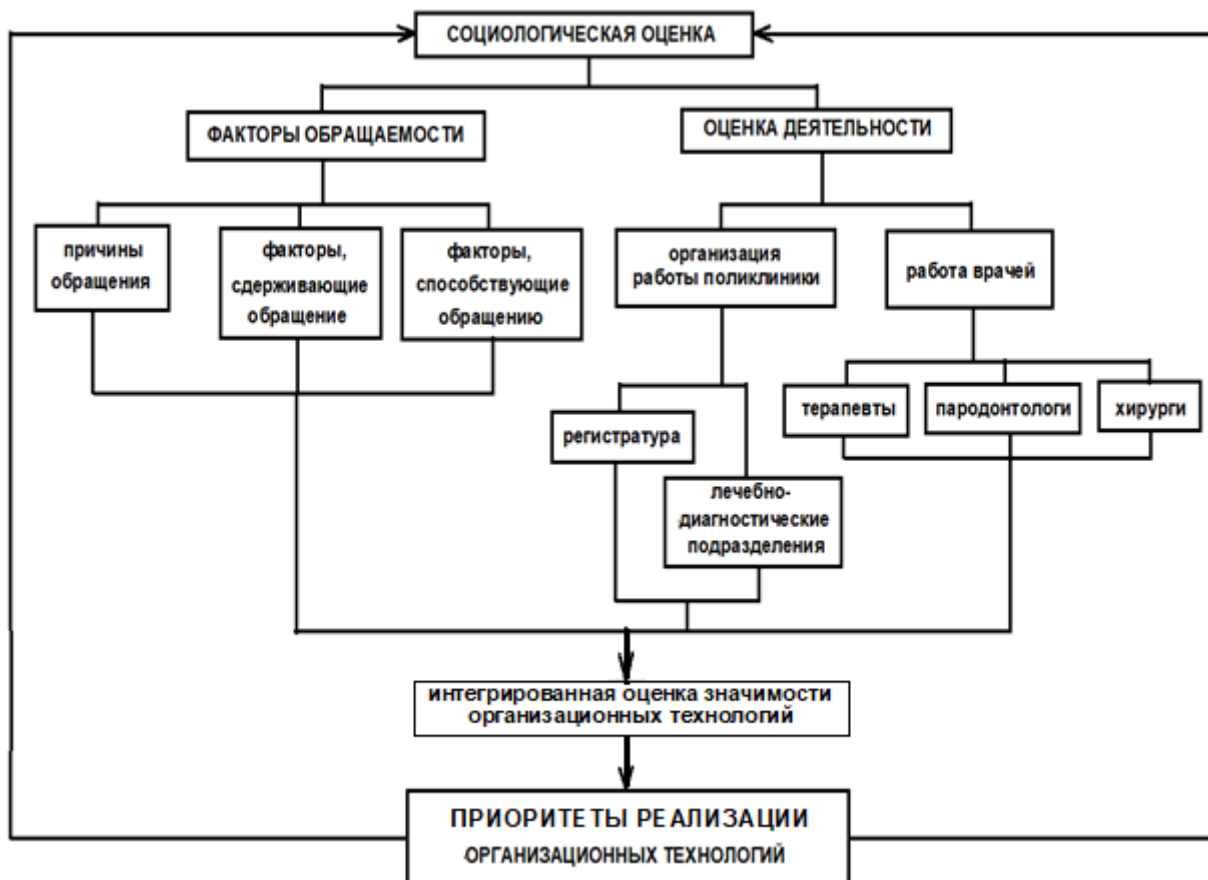 СОЦИОЛОГИЧЕСКАЯ ОЦЕНКА
ФАКТОРЫ ОБРАЩАЕМОСТИ
ОЦЕНКА ДЕЯТЕЛЬНОСТИ
причины
обращения
факторы,
сдерживающие
обращение
факторы,
способствующие
обращению
организация
работы поликлиники
работа врачей
терапевты
пародонтологи
хирурги
регистратура
лечебно-
диагностические
подразделения
интегрированная оценка значимости
организационных технологий
ПРИОРИТЕТЫ РЕАЛИЗАЦИИ
ОРГАНИЗАЦИОННЫХ ТЕХНОЛОГИЙ